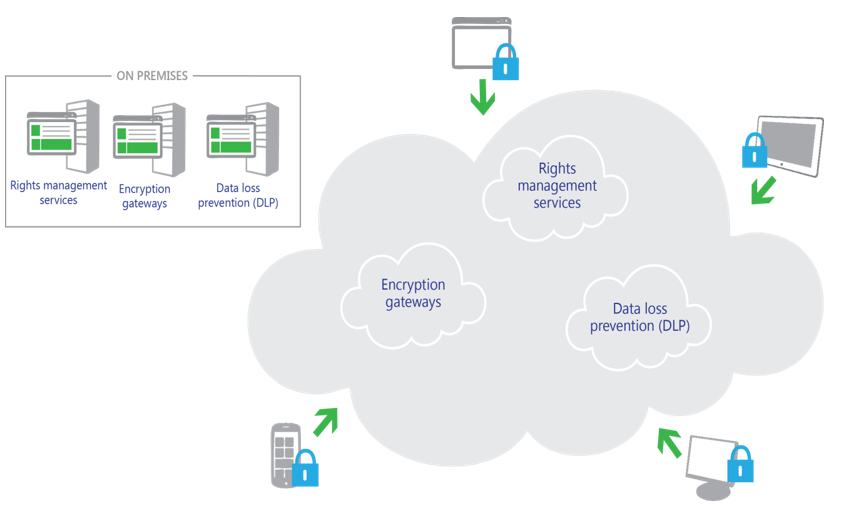 ON PREMISES
Rights management
services
Encryption
gateways
Data loss
prevention (DLP)
Rights
management
services
Encryption
gateways
Data loss
prevention (DLP)